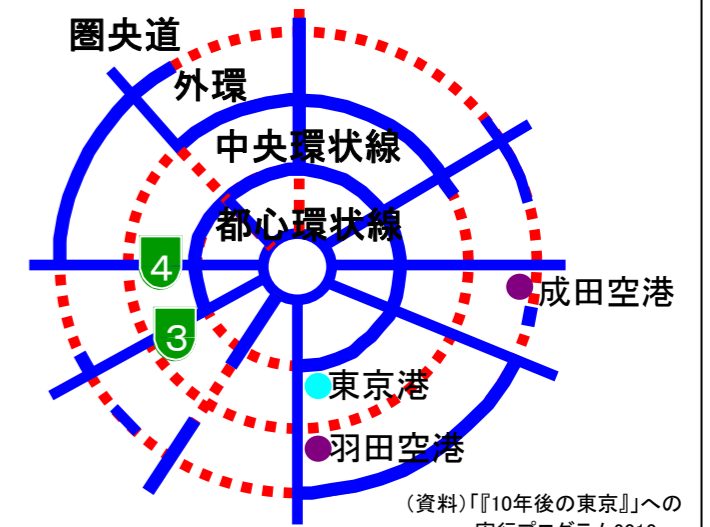 圏央道
外環
中央環状線
都心環状線
4
3
成田空港
東京港
羽田空港
(資料)「『10年後の東京』」への